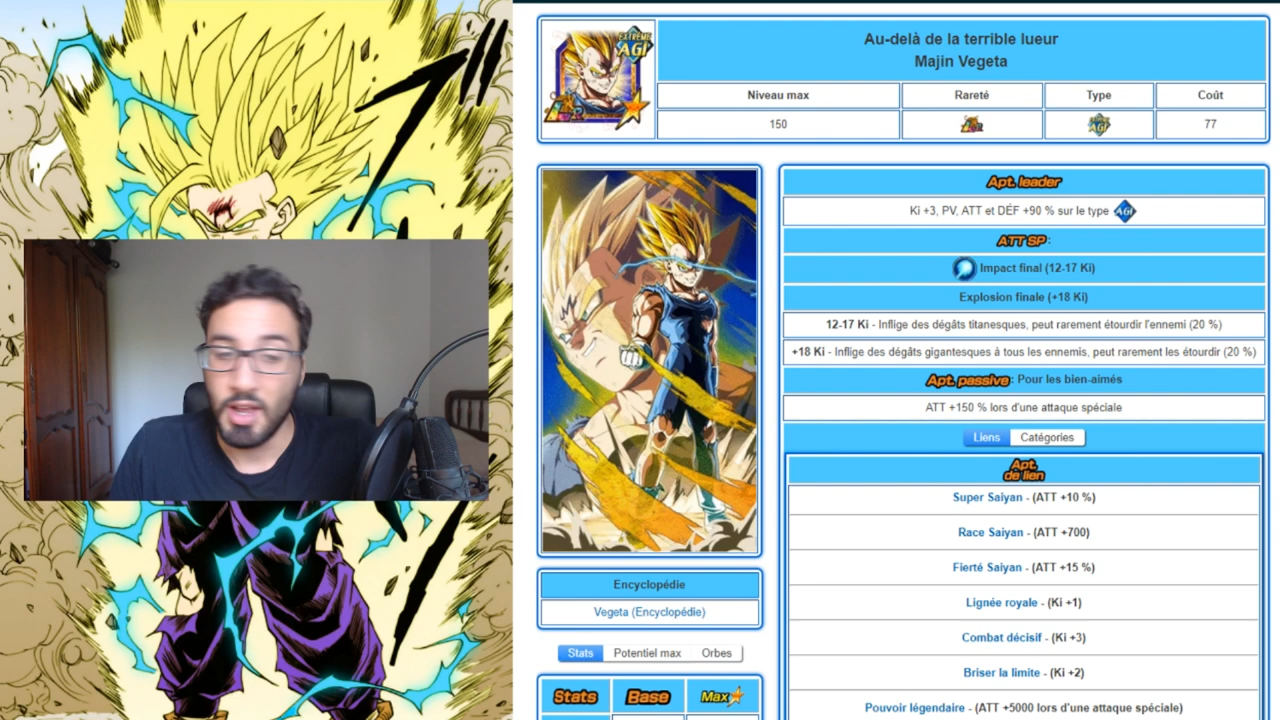 Au-delà de la terrible lueur
Majin Vegeta
EXTRÊME
AGI
LR
Niveau max
Rareté
Type
Coût
150
77
Apt. leader
Ki +3, PV, ATT et DÉF +90 % sur le type AGI
ATT SP:
Impact final (12-17 Ki)
Explosion finale (+18 Ki)
12-17 Ki - Inflige des dégâts titanesques, peut rarement étourdir l'ennemi (20 %)
+18 Ki - Inflige des dégâts gigantesques à tous les ennemis, peut rarement les étourdir (20 %)
Apt. passive: Pour les bien-aimés
ATT +150 % lors d'une attaque spéciale
Liens
Catégories
Apt.
de lien
Super Saiyan - (ATT +10 %)
Race Saiyan - (ATT +700)
Fierté Saiyan - (ATT +15 %)
Lignée royale - (Ki +1)
Combat décisif - (Ki +3)
Briser la limite - (Ki +2)
Pouvoir légendaire - (ATT +5000 lors d'une attaque spéciale)
Encyclopédie
Vegeta (Encyclopédie)
Stats
Potentiel max
Orbes
Stats
Base
Max